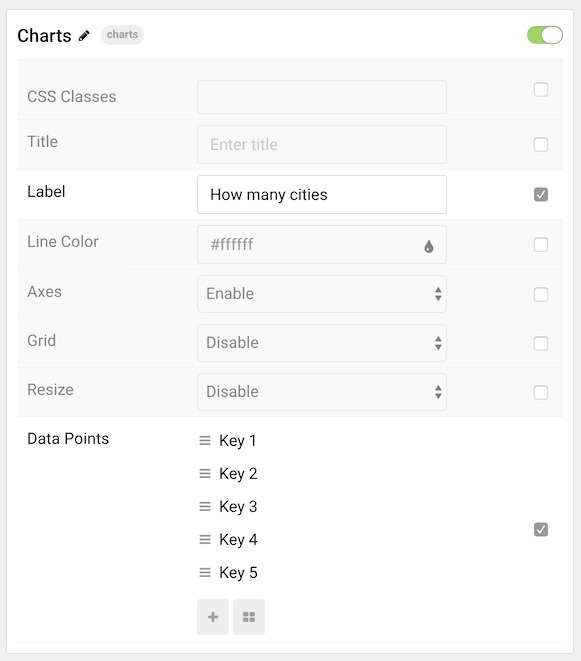 Charts charts
CSS Classes
Title Enter title
Label How many cities
Line Color #ffffff
Axes Enable
Grid Disable
Resize Disable
Data Points Key 1
Key 2
Key 3
Key 4
Key 5